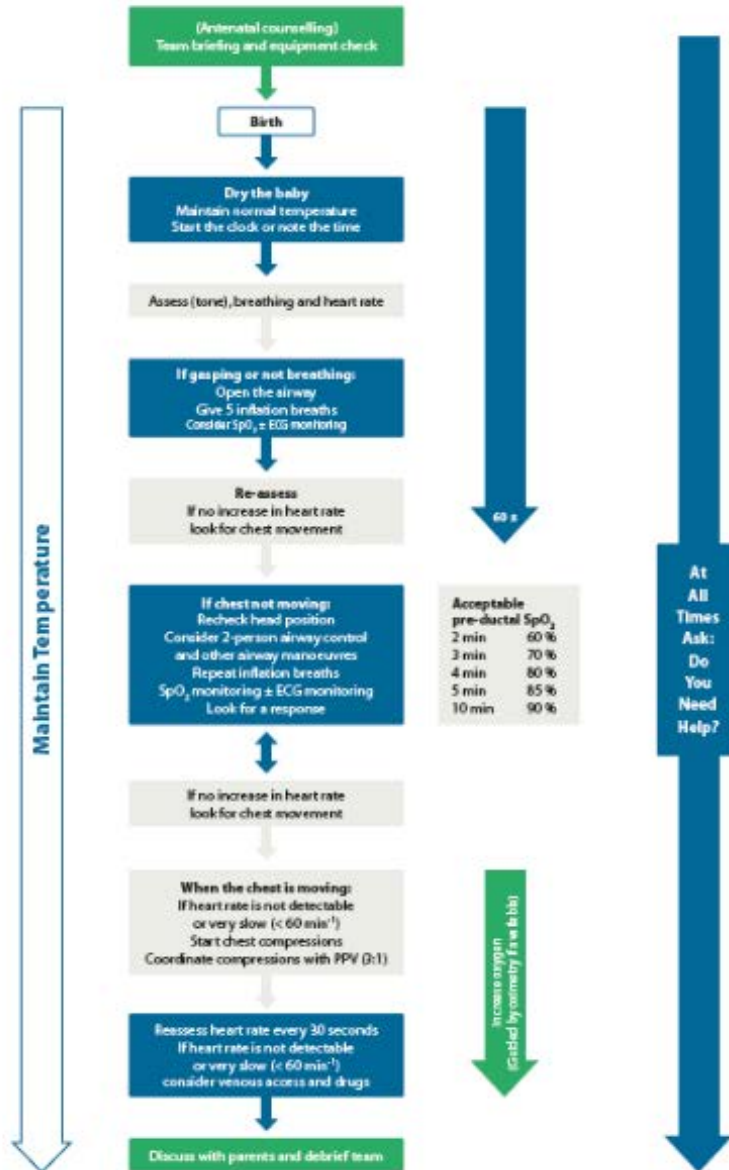 (Antenatal counselling)
Team briefing and equipment check
Birth
Dry the baby
Maintain normal temperature
Start the clock or note the time
Assess (tone), breathing and heart rate
If gasping or not breathing:
Open the airway
Give 5 inflation breaths
Consider SpO₂ ± ECG monitoring
Re-assess
If no increase in heart rate
look for chest movement
60 s
If chest not moving:
Recheck head position
Consider 2-person airway control
and other airway manoeuvres
Repeat inflation breaths
SpO₂ monitoring ± ECG monitoring
Look for a response
Acceptable
pre-ductal SpO₂
2 min 60 %
3 min 70 %
4 min 80 %
5 min 85 %
10 min 90 %
If no increase in heart rate
look for chest movement
When the chest is moving:
If heart rate is not detectable
or very slow (< 60 min⁻¹)
Start chest compressions
Coordinate compressions with PPV (3:1)
Increase oxygen
(Guided by oximetry if available)
Reassess heart rate every 30 seconds
If heart rate is not detectable
or very slow (< 60 min⁻¹)
consider venous access and drugs
Discuss with parents and debrief team
Maintain Temperature
At
All
Times
Ask:
Do
You
Need
Help?